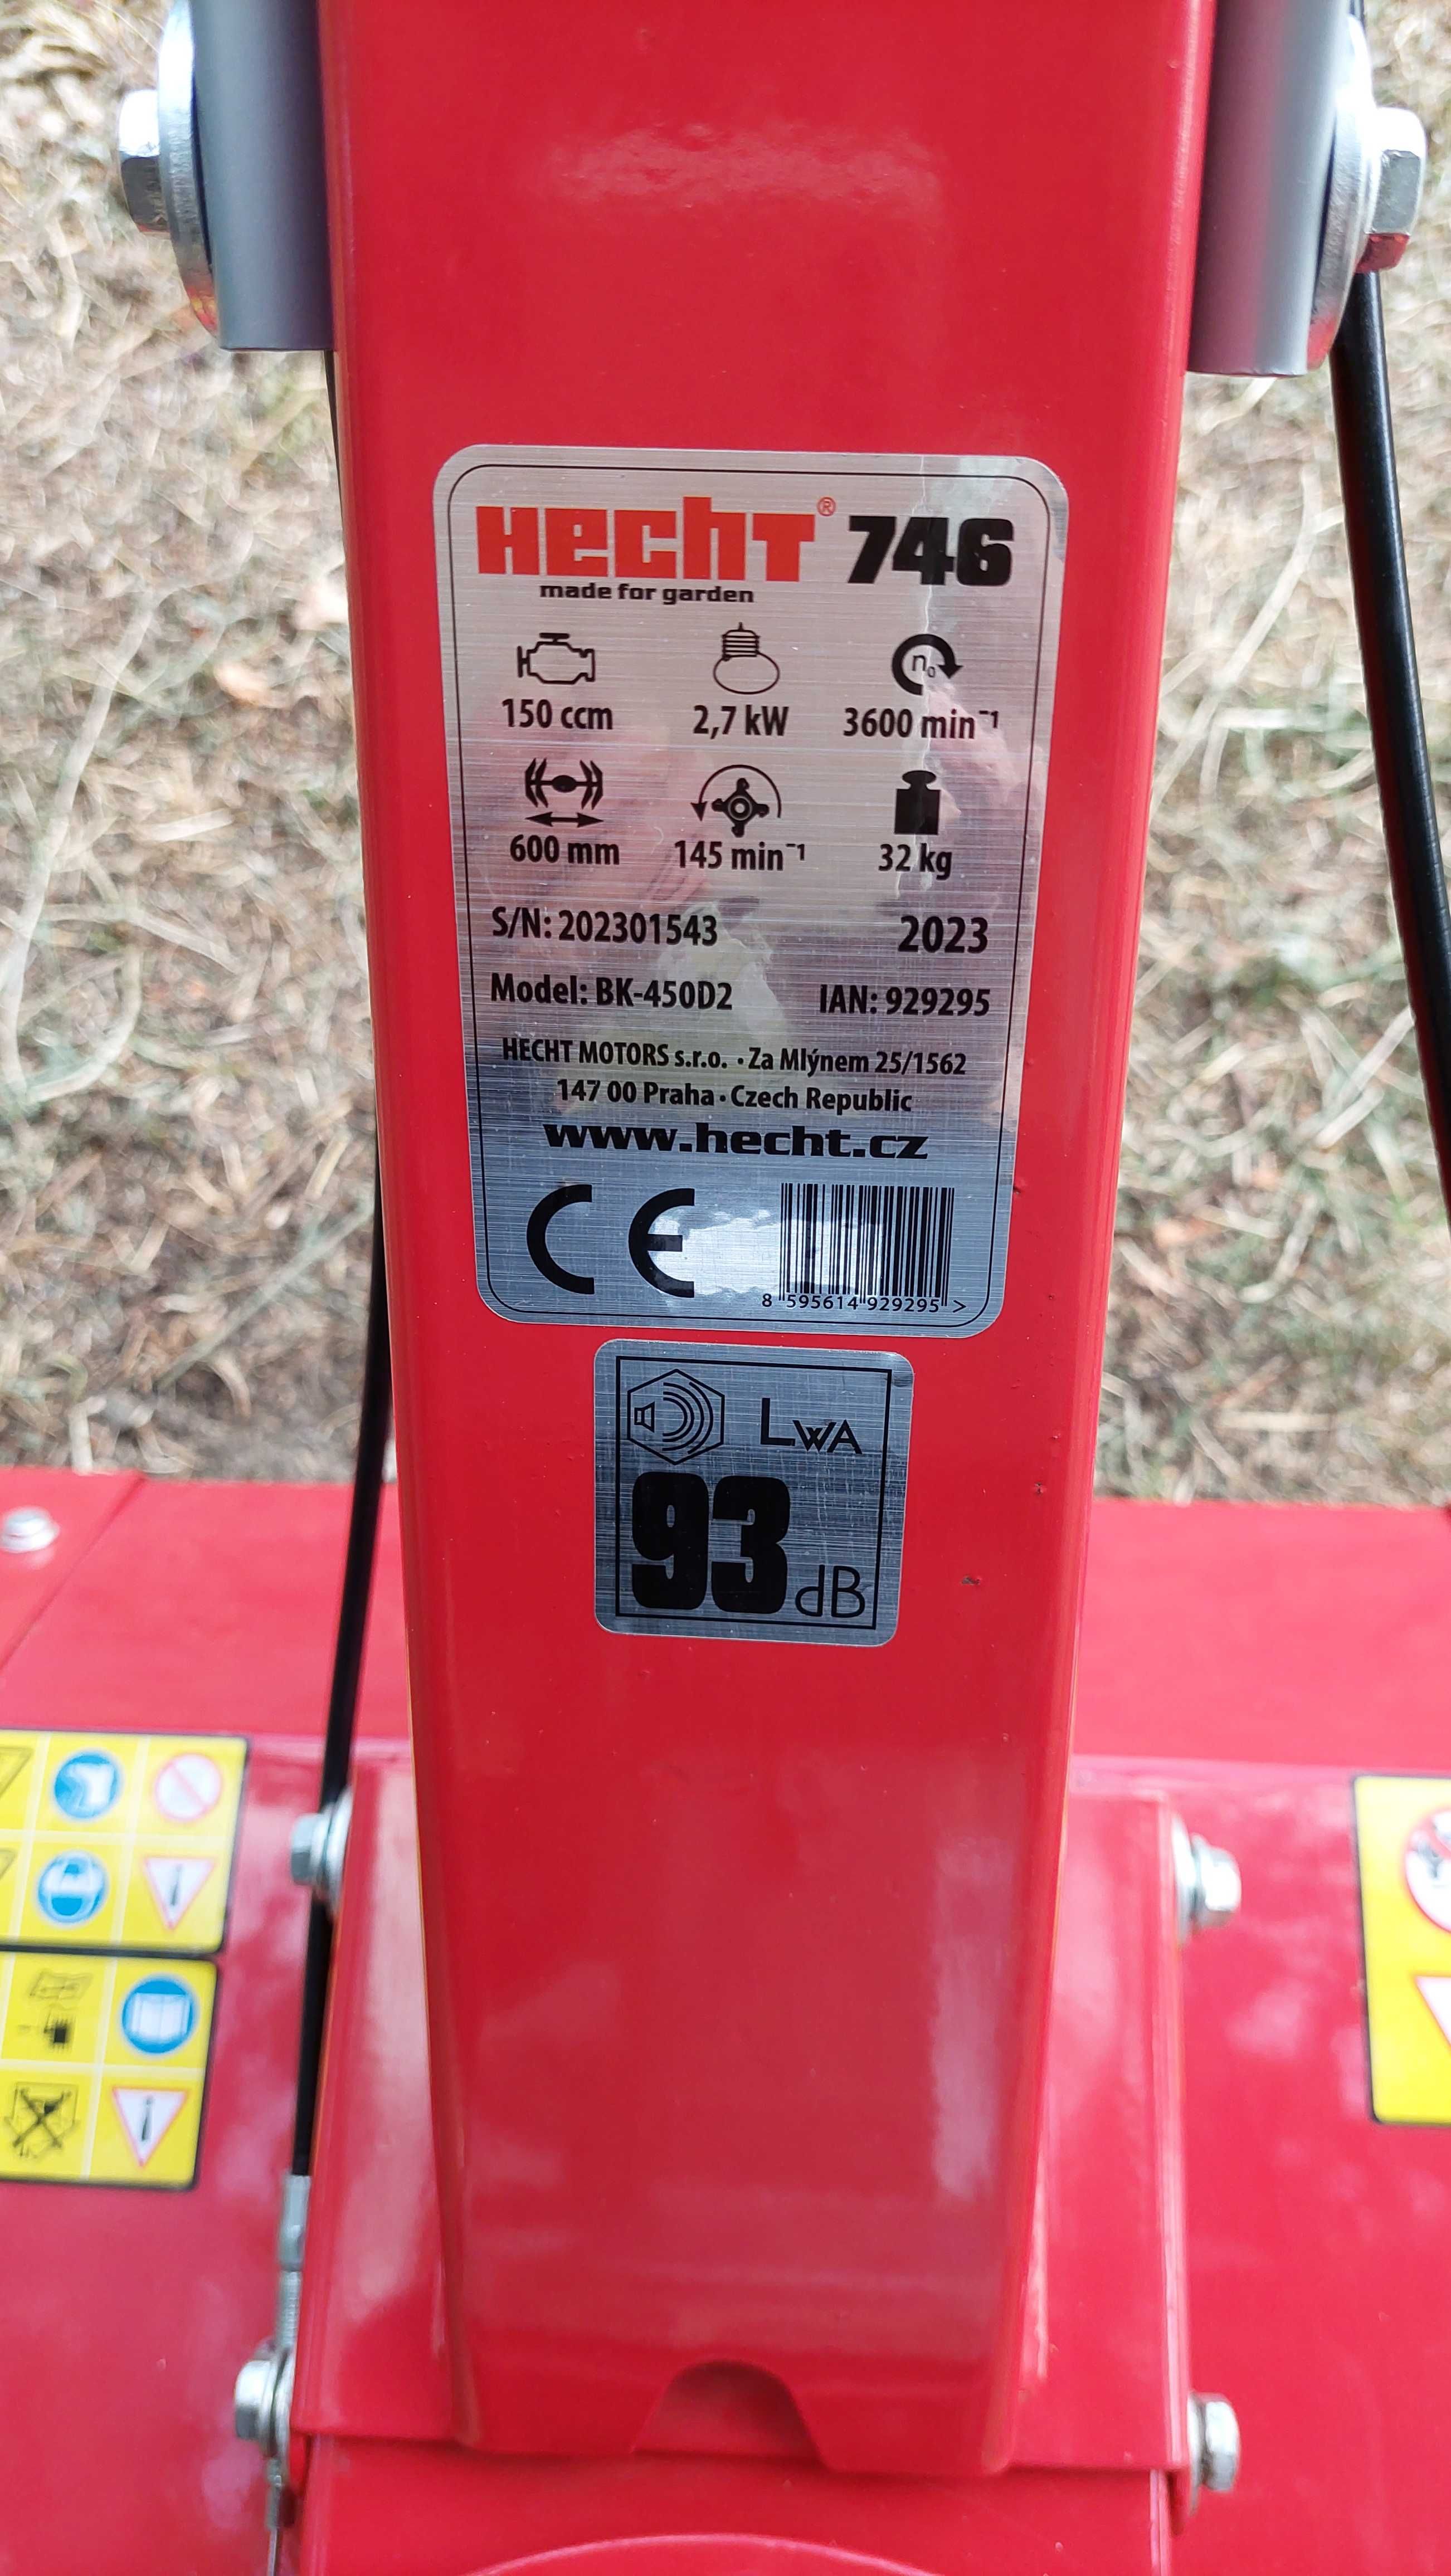 HECHT® 746
made for garden
150 ccm 2,7 kW n₀ 3600 min⁻¹
600 mm 145 min⁻¹ 32 kg
S/N: 202301543 2023
Model: BK-450D2 IAN: 929295
HECHT MOTORS s.r.o. • Za Mlýnem 25/1562
147 00 Praha • Czech Republic
www.hecht.cz
CE 8 595614 929295 >
LWA
93 dB